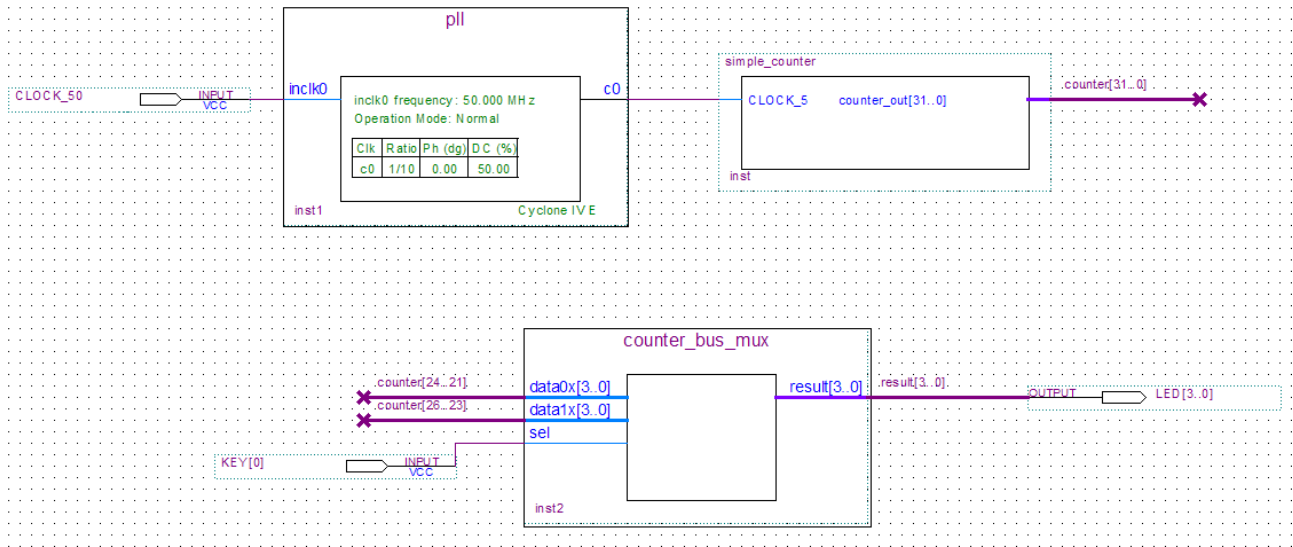 pll
CLOCK_50
INPUT
VCC
inclk0
inclk0 frequency: 50.000 MHz
Operation Mode: Normal
Clk Ratio Ph (dg) DC (%)
c0 1/10 0.00 50.00
c0
inst1
Cyclone IV E
simple_counter
CLOCK_5 counter_out[31..0]
counter[31..0]
inst
counter_bus_mux
counter[24..21]
data0x[3..0]
counter[26..23]
data1x[3..0]
sel
result[3..0]
result[3..0]
OUTPUT
LED[3..0]
KEY[0]
INPUT
VCC
inst2